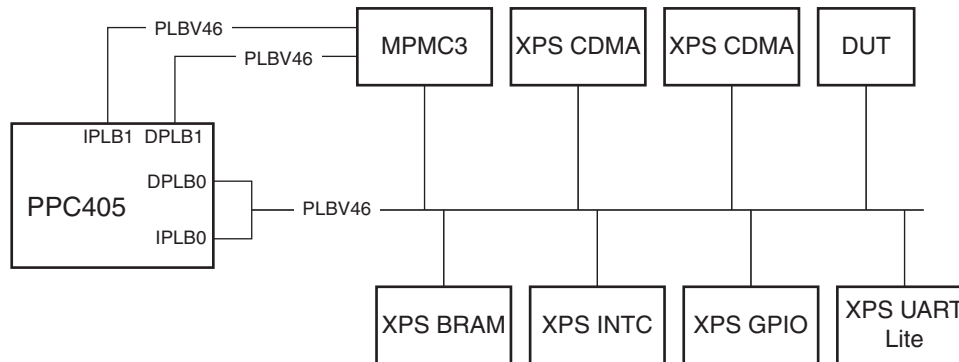 PLBV46
MPMC3
XPS CDMA
XPS CDMA
DUT
PLBV46
IPLB1
DPLB1
DPLB0
PPC405
PLBV46
IPLB0
XPS BRAM
XPS INTC
XPS GPIO
XPS UART
Lite